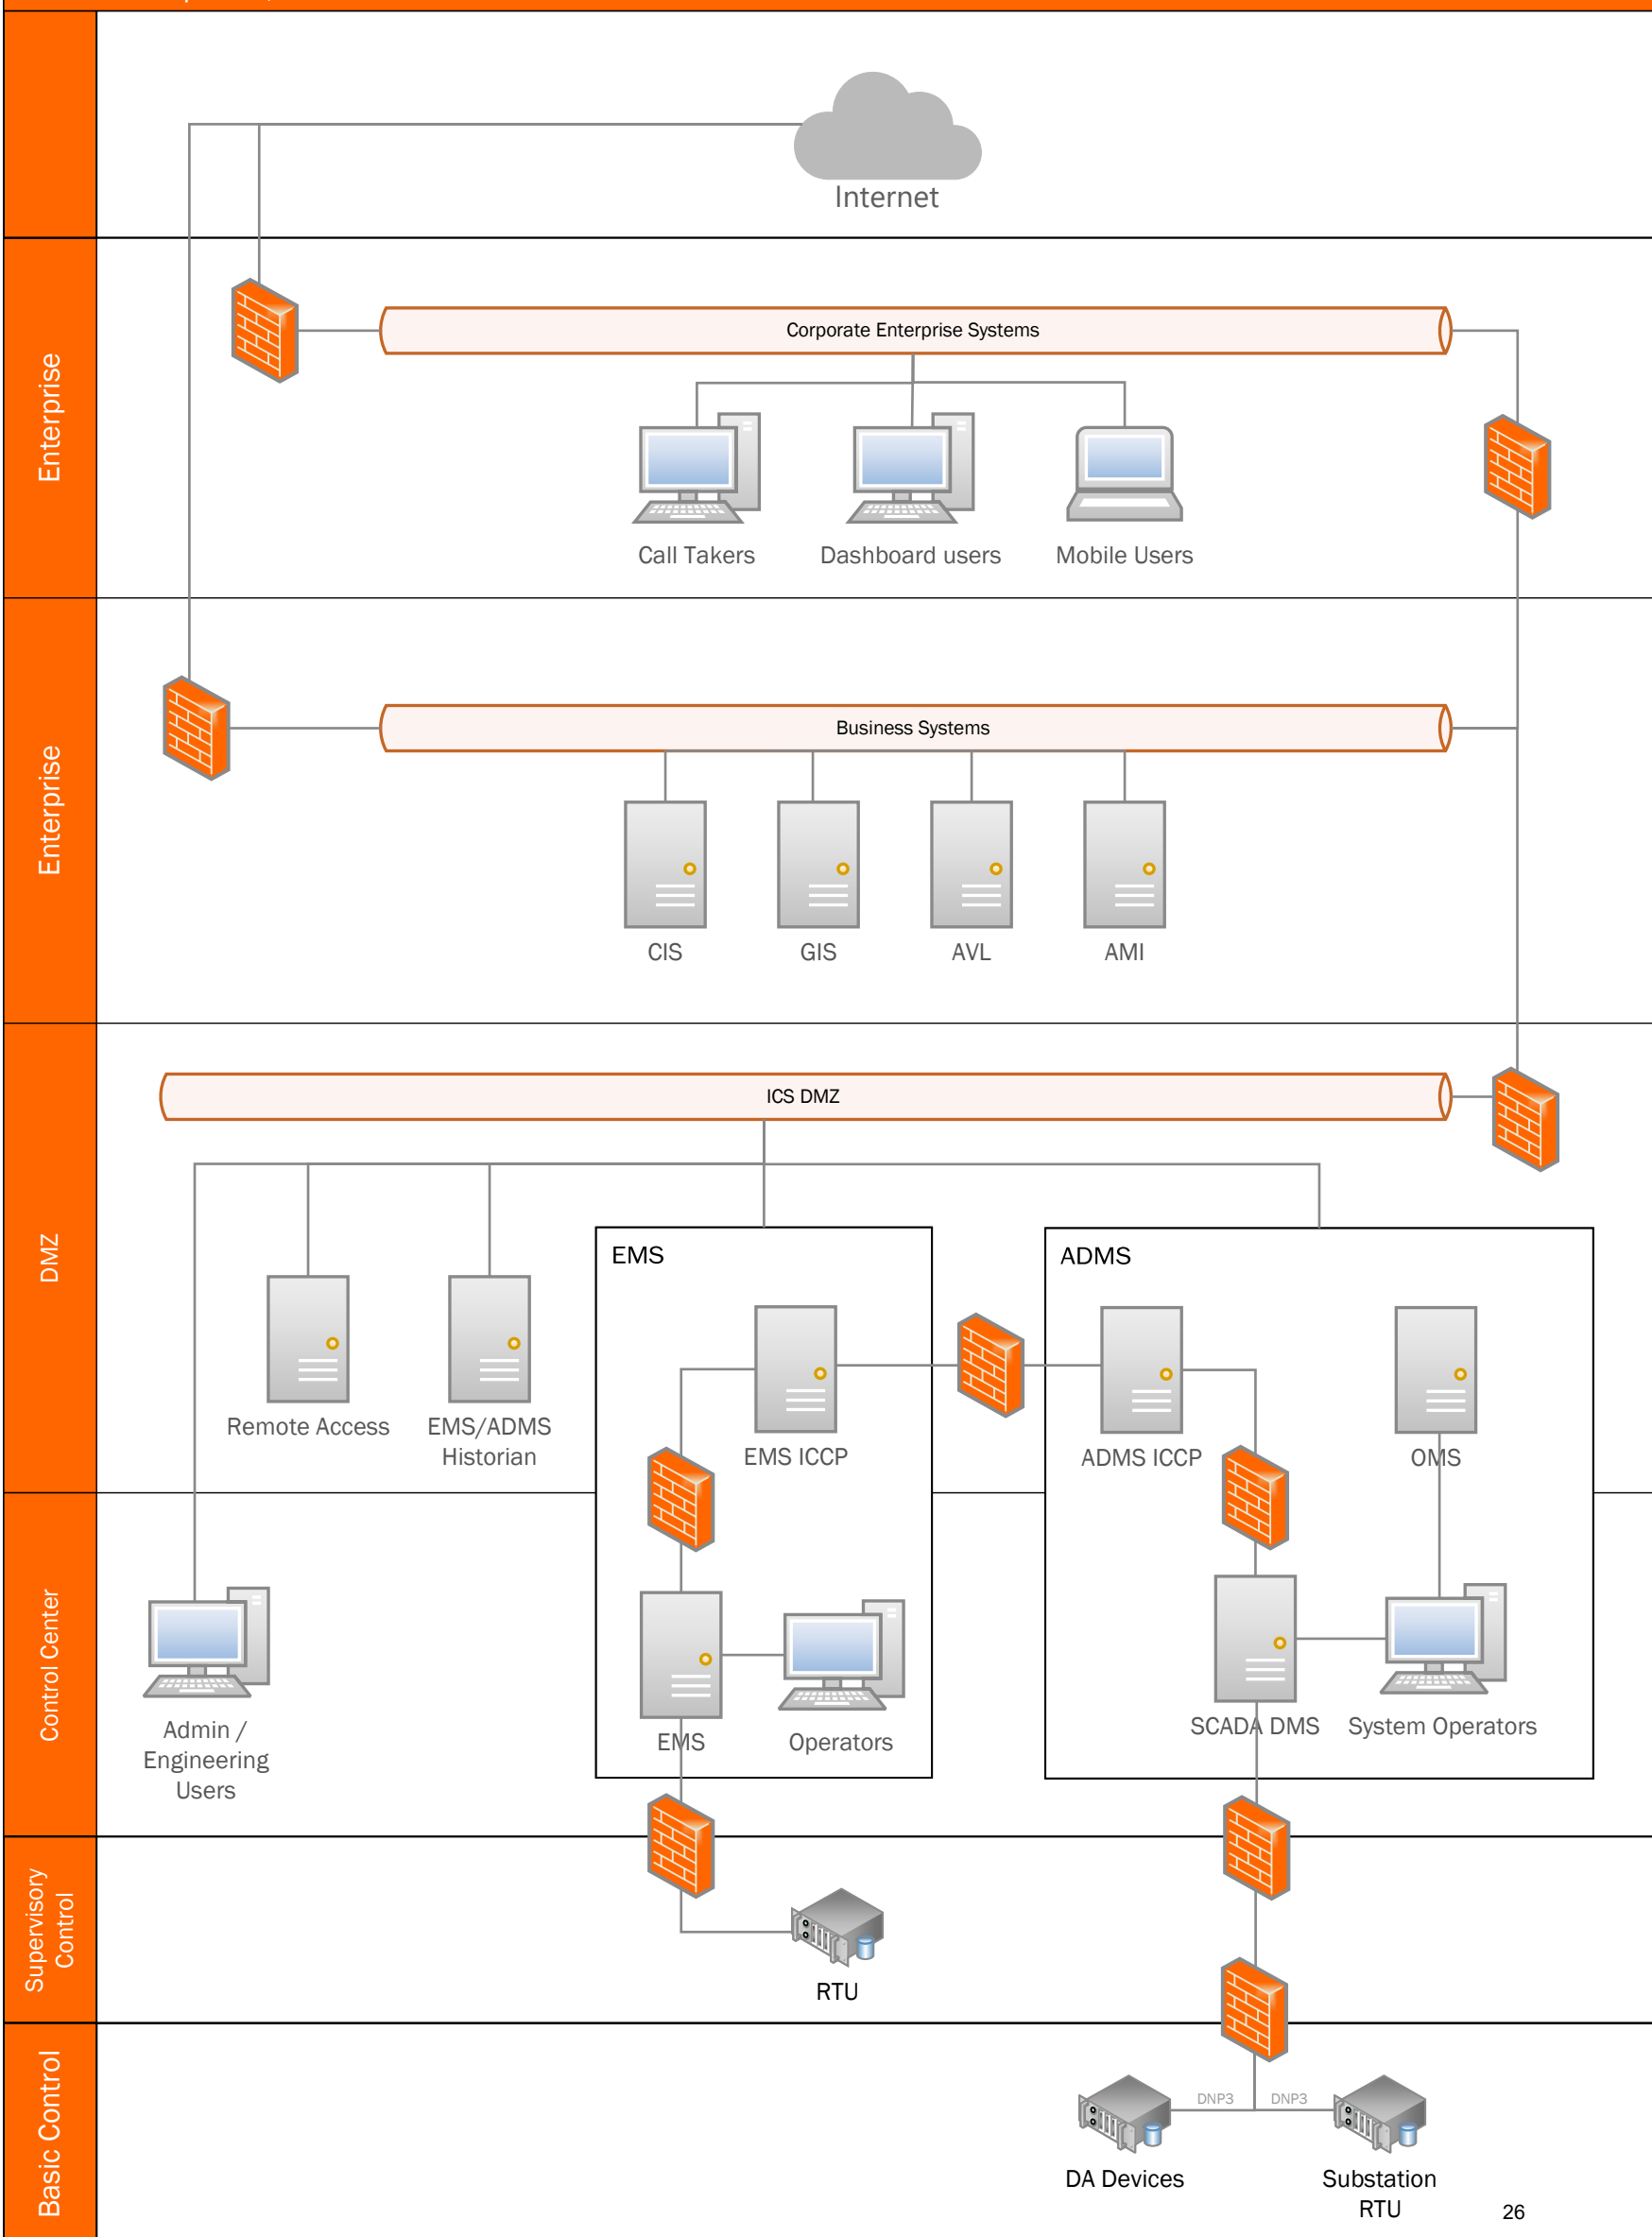 Internet
Enterprise
Corporate Enterprise Systems
Call Takers
Dashboard users
Mobile Users
Enterprise
Business Systems
CIS
GIS
AVL
AMI
DMZ
ICS DMZ
EMS
ADMS
Remote Access
EMS/ADMS
Historian
EMS ICCP
ADMS ICCP
OMS
Control Center
Admin /
Engineering
Users
EMS
Operators
SCADA DMS
System Operators
Supervisory
Control
RTU
Basic Control
DNP3
DNP3
DA Devices
Substation
RTU
26